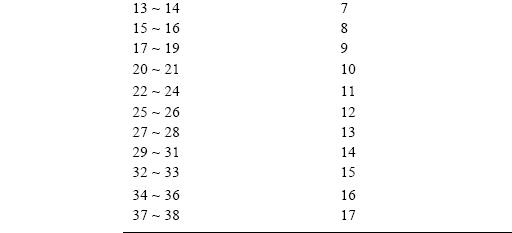 13 ~ 14 7
15 ~ 16 8
17 ~ 19 9
20 ~ 21 10
22 ~ 24 11
25 ~ 26 12
27 ~ 28 13
29 ~ 31 14
32 ~ 33 15
34 ~ 36 16
37 ~ 38 17